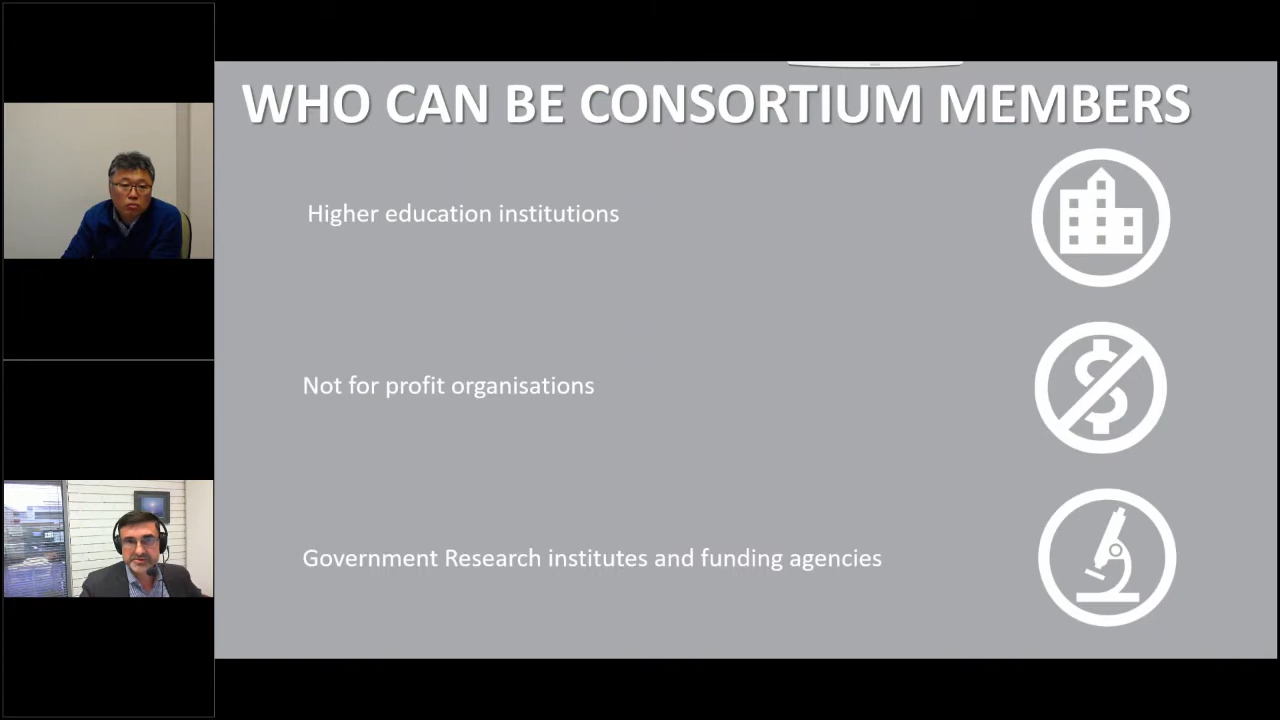 WHO CAN BE CONSORTIUM MEMBERS
Higher education institutions
Not for profit organisations
Government Research institutes and funding agencies